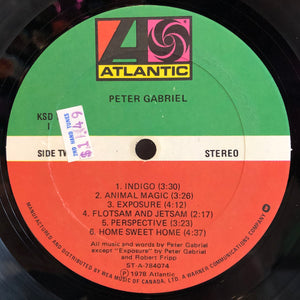 ATLANTIC
PETER GABRIEL
KSD
SIDE TW
STEREO
$1.49
1. INDIGO (3:30)
2. ANIMAL MAGIC (3:26)
3. EXPOSURE (4:12)
4. FLOTSAM AND JETSAM (2:17)
5. PERSPECTIVE (3:23)
6. HOME SWEET HOME (4:37)
All music and words by Peter Gabriel
except "Exposure" by Peter Gabriel
and Robert Fripp
ST-A-784074
℗ 1978 Atlantic
MANUFACTURED AND DISTRIBUTED BY WEA MUSIC OF CANADA, LTD. A WARNER COMMUNICATIONS COMPANY